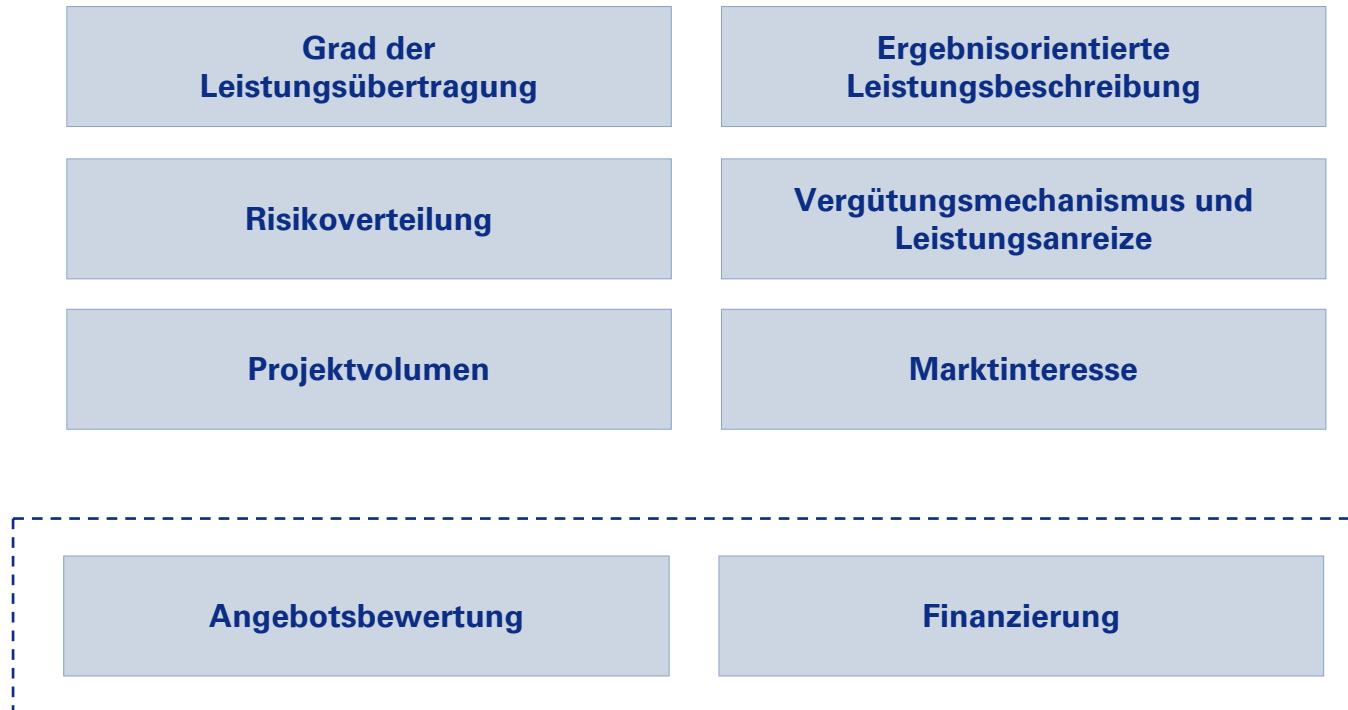 Grad der
Leistungsübertragung
Ergebnisorientierte
Leistungsbeschreibung
Risikoverteilung
Vergütungsmechanismus und
Leistungsanreize
Projektvolumen
Marktinteresse
Angebotsbewertung
Finanzierung